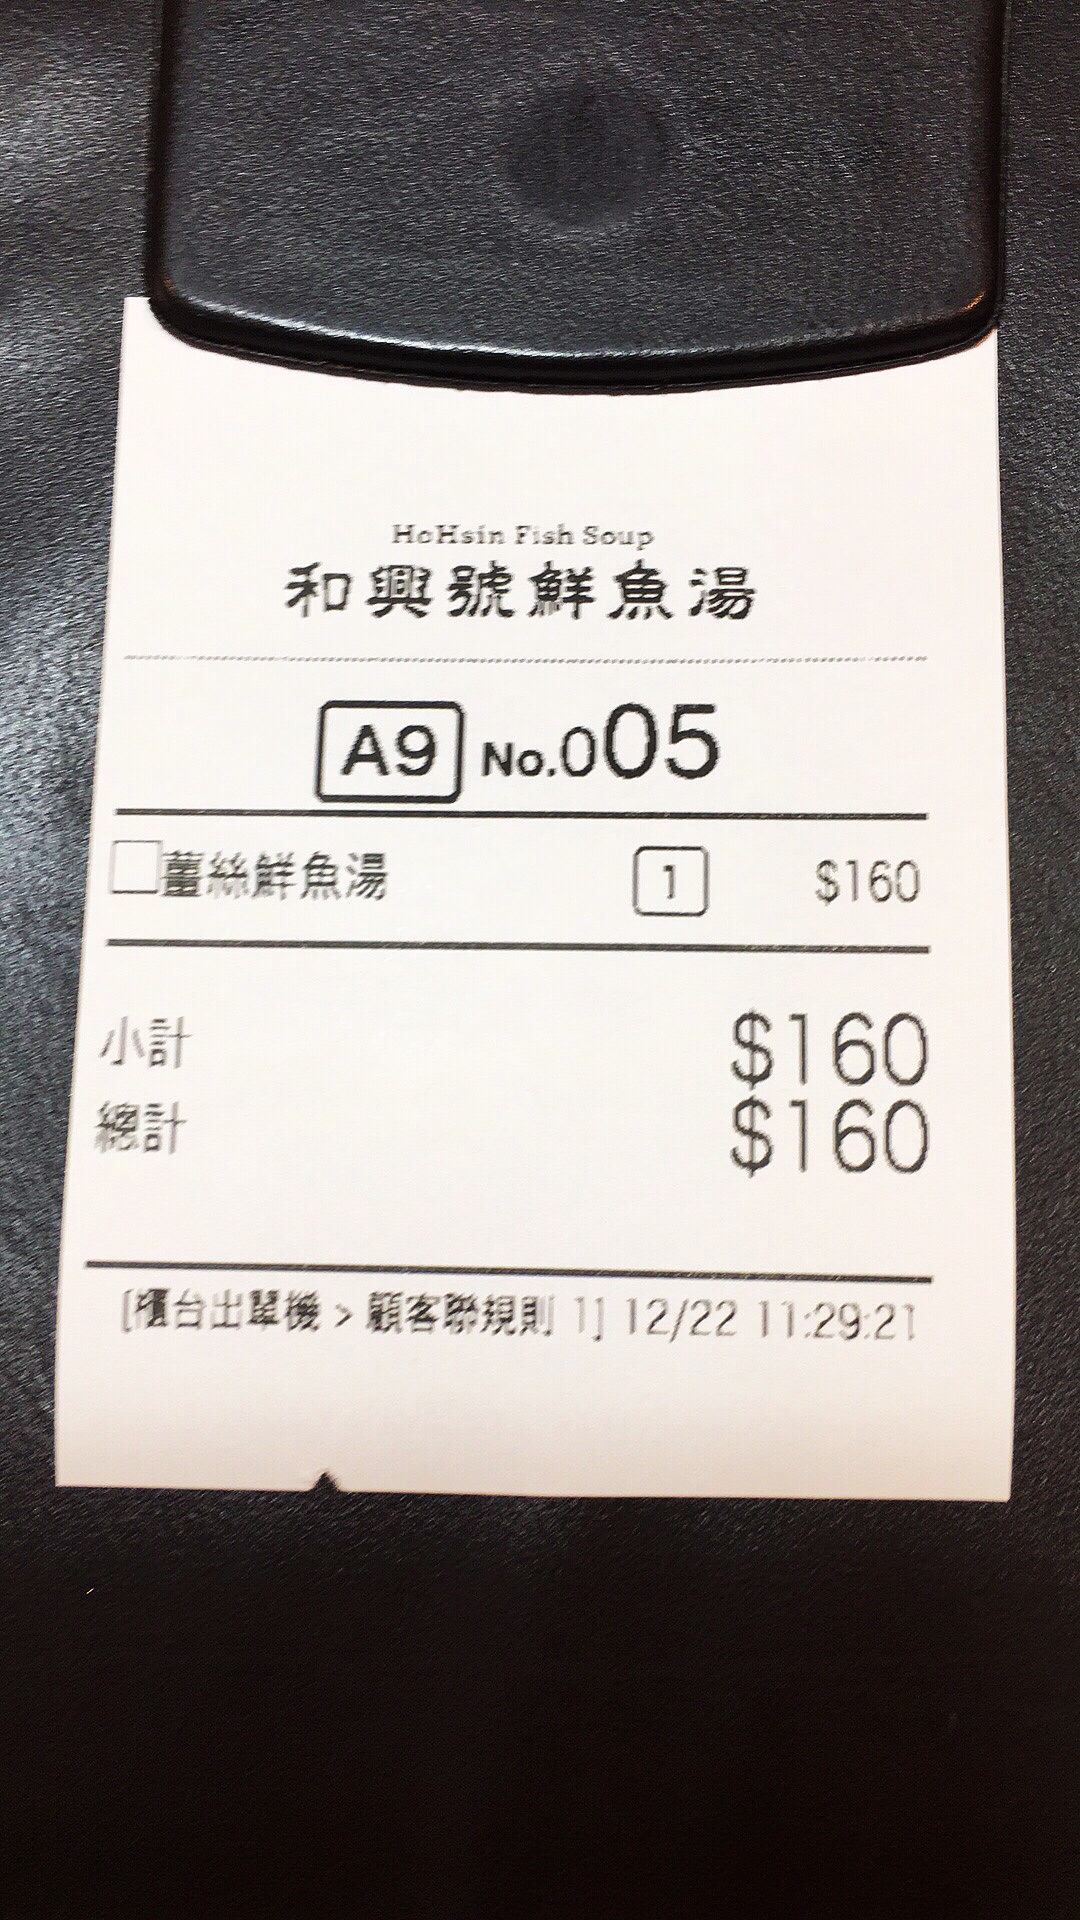 HoHsin Fish Soup
和興號鮮魚湯
A9 No.005
薑絲鮮魚湯 1 $160
小計 $160
總計 $160
[櫃台出單機 > 顧客聯規則 1] 12/22 11:29:21